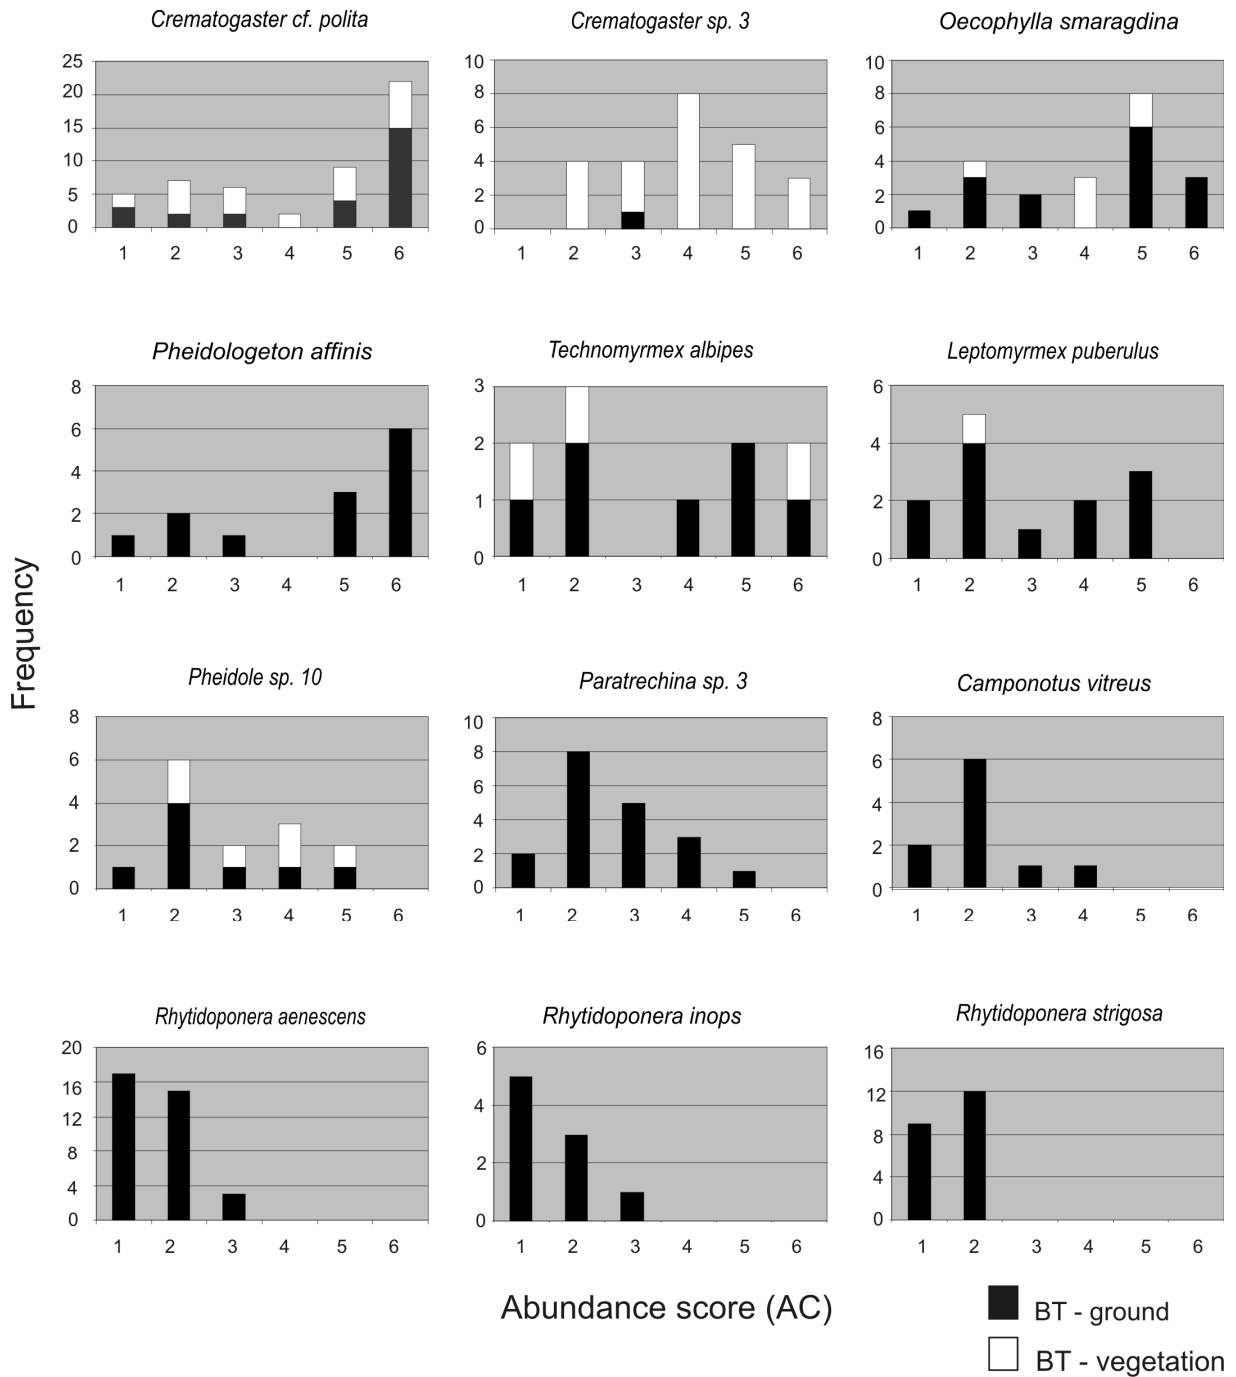 Crematogaster cf. polita
Crematogaster sp. 3
Oecophylla smaragdina
25
20
15
10
5
0
1 2 3 4 5 6
10
8
6
4
2
0
2 3 4 5 6
1
10
8
6
4
2
0
1 2 3 4 5 6
Pheidologeton affinis
Technomyrmex albipes
Leptomyrmex puberulus
8
6
4
2
0
1 2 3 4 5 6
3
2
1
0
1 2 3 4 5 6
6
4
2
0
1 2 3 4 5 6
Frequency
Pheidole sp. 10
Paratrechina sp. 3
Camponotus vitreus
8
6
4
2
0
1 2 3 4 5 6
10
8
6
4
2
0
1 2 3 4 5 6
8
6
4
2
0
1 2 3 4 5 6
Rhytidoponera aenescens
Rhytidoponera inops
Rhytidoponera strigosa
20
16
12
8
4
0
1 2 3 4 5 6
6
4
2
0
1 2 3 4 5 6
16
12
8
4
0
1 2 3 4 5 6
Abundance score (AC)
BT - ground
BT - vegetation